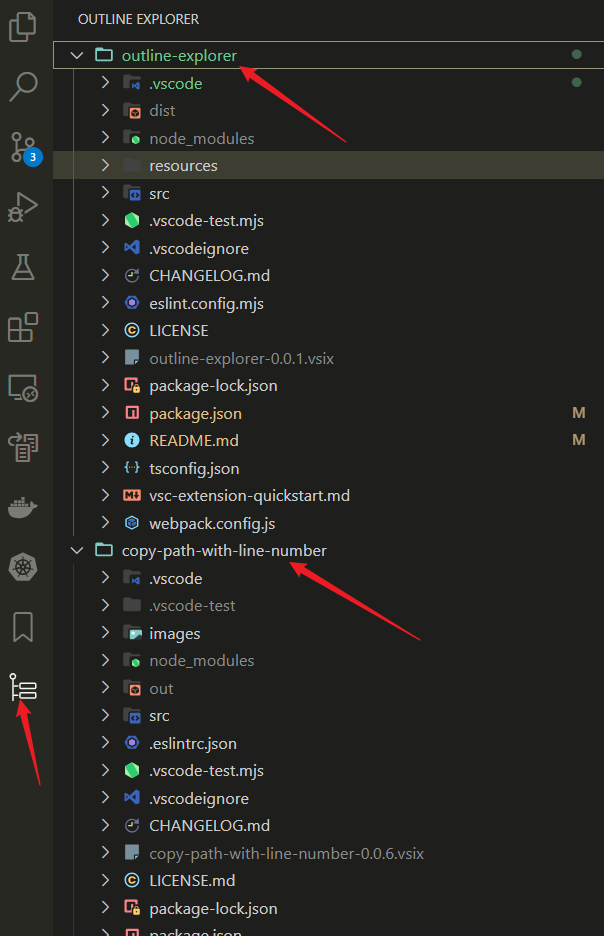 OUTLINE EXPLORER
outline-explorer
.vscode
dist
node_modules
3
resources
src
.vscode-test.mjs
.vscodeignore
CHANGELOG.md
eslint.config.mjs
LICENSE
outline-explorer-0.0.1.vsix
package-lock.json
package.json M
README.md M
tsconfig.json
vsc-extension-quickstart.md
webpack.config.js
copy-path-with-line-number
.vscode
.vscode-test
images
node_modules
out
src
.eslintrc.json
.vscode-test.mjs
.vscodeignore
CHANGELOG.md
copy-path-with-line-number-0.0.6.vsix
LICENSE.md
package-lock.json
package.json